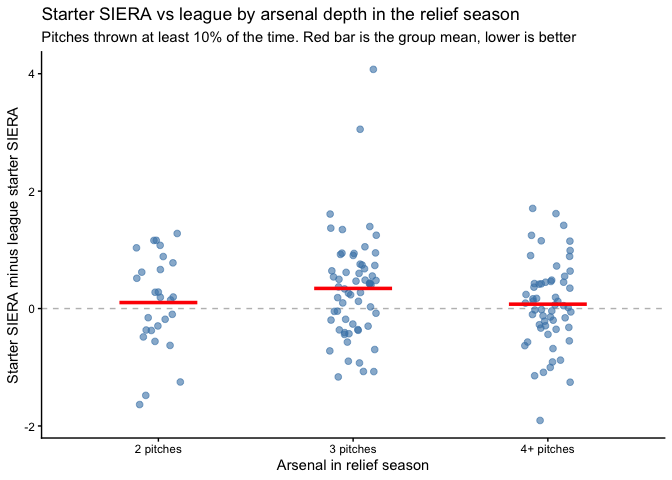 Starter SIERA vs league by arsenal depth in the relief season
Pitches thrown at least 10% of the time. Red bar is the group mean, lower is better
Starter SIERA minus league starter SIERA
4
2
0
-2
2 pitches
3 pitches
4+ pitches
Arsenal in relief season